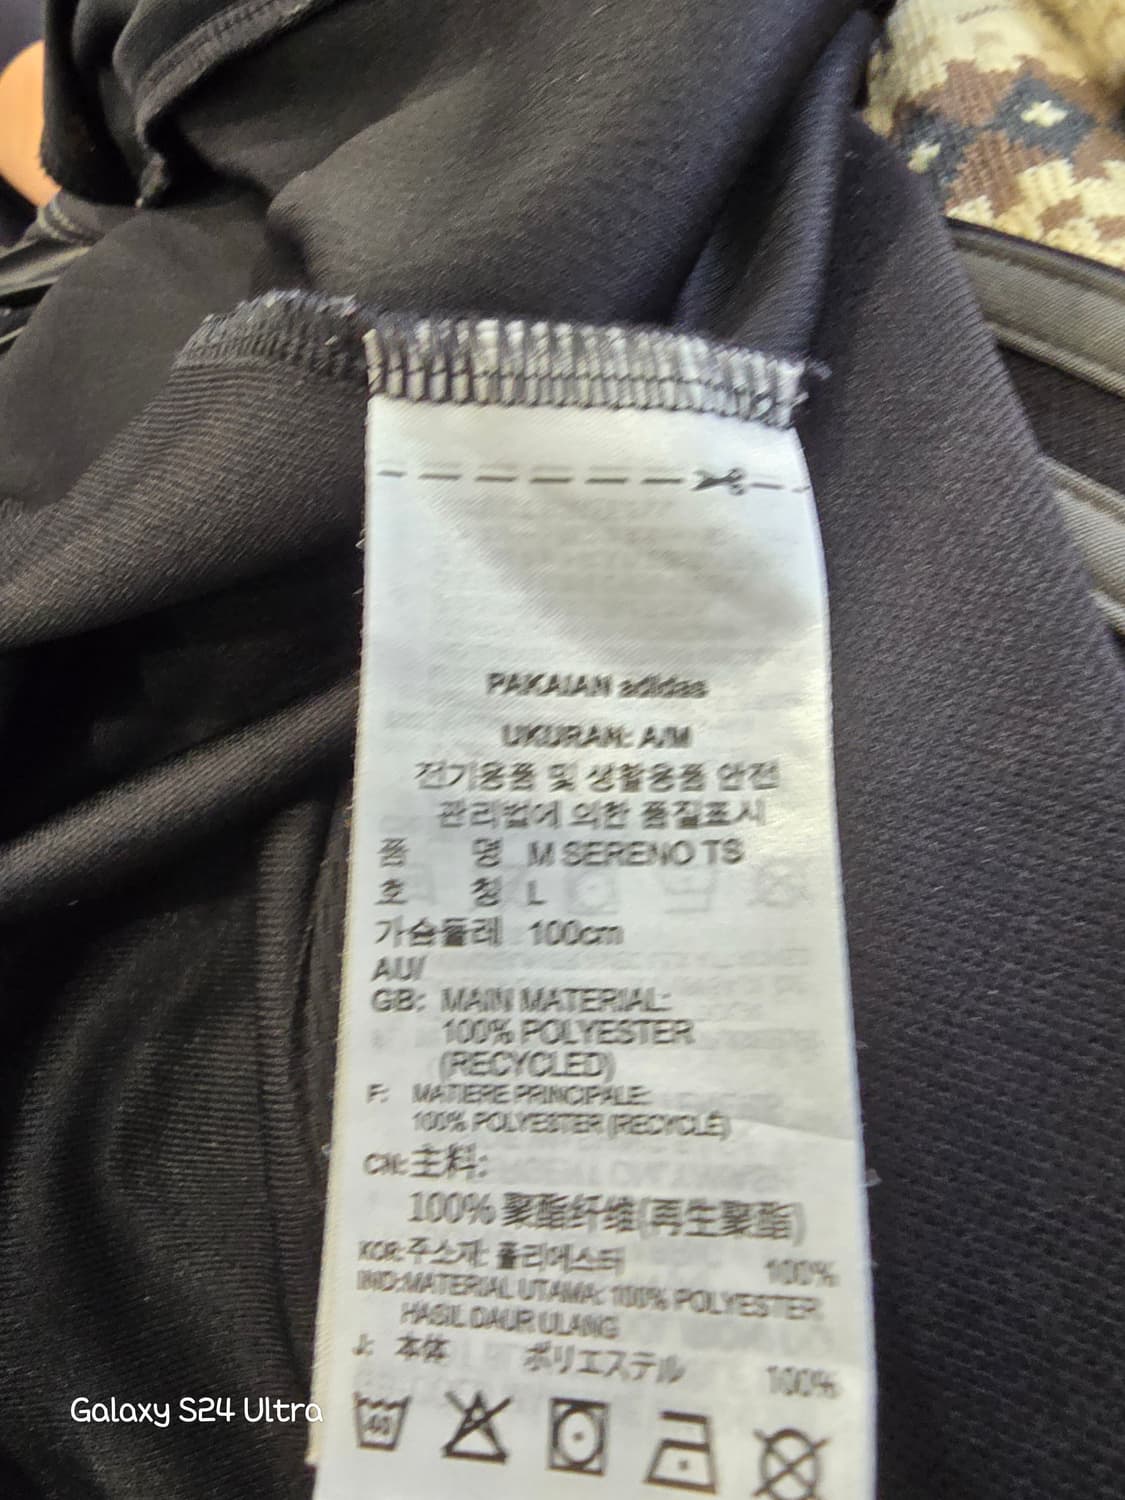 PAKAIAN adidas
UKURAN: A/M
전기용품 및 생활용품 안전
관리법에 의한 품질표시
품 명 M SERENO TS
호 칭 L
가슴둘레 100cm
AU/
GB: MAIN MATERIAL:
100% POLYESTER
(RECYCLED)
F: MATIERE PRINCIPALE:
100% POLYESTER (RECYCLÉ)
CN: 主料:
100% 聚酯纤维(再生聚酯)
KOR: 주소재: 폴리에스터 100%
IND: MATERIAL UTAMA: 100% POLYESTER
HASIL DAUR ULANG
J: 本体 ポリエステル 100%
40
Galaxy S24 Ultra